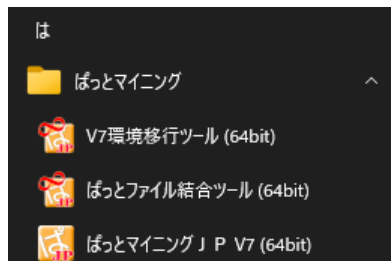 は
ぱっとマイニング
V7環境移行ツール (64bit)
ぱっとファイル結合ツール (64bit)
ぱっとマイニングＪＰ V7 (64bit)